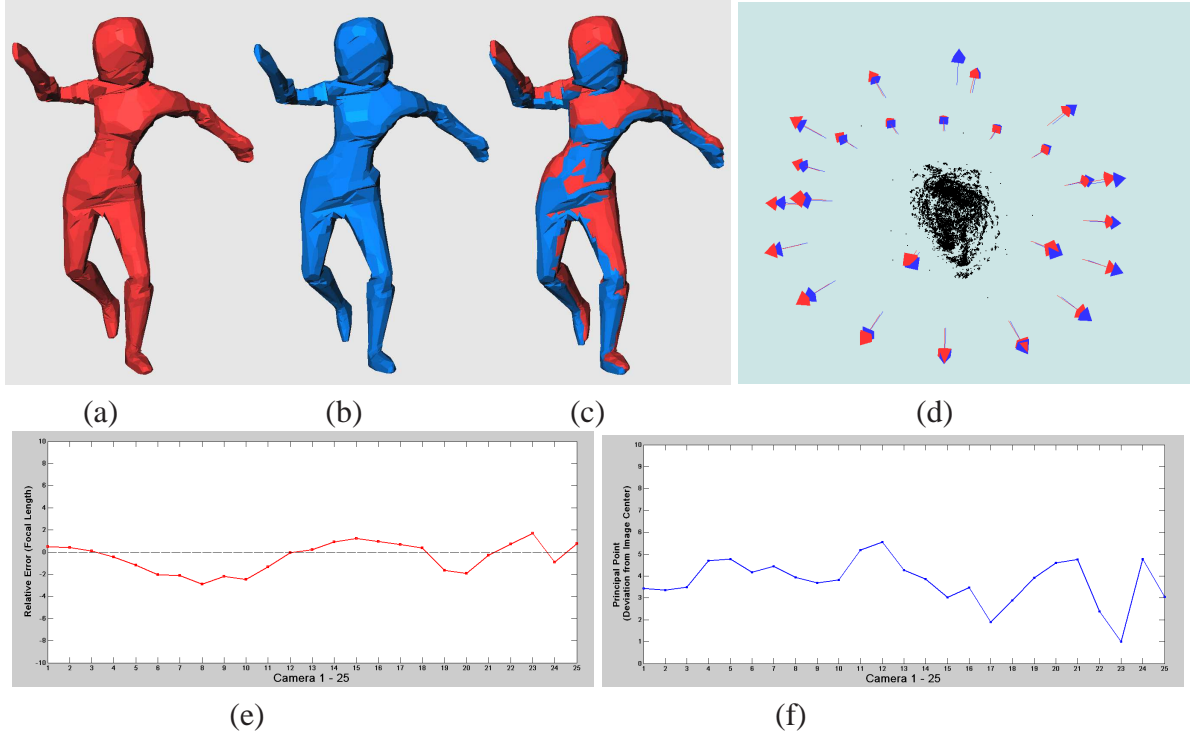 (a) (b) (c) (d)
Relative Error (Focal Length)
10
8
6
4
2
0
-2
-4
-6
-8
-10
1 2 3 4 5 6 7 8 9 10 11 12 13 14 15 16 17 18 19 20 21 22 23 24 25
Camera 1 - 25
(e)
Principal Point
(Deviation from Image Center)
10
9
8
7
6
5
4
3
2
1
0
1 2 3 4 5 6 7 8 9 10 11 12 13 14 15 16 17 18 19 20 21 22 23 24 25
Camera 1 - 25
(f)